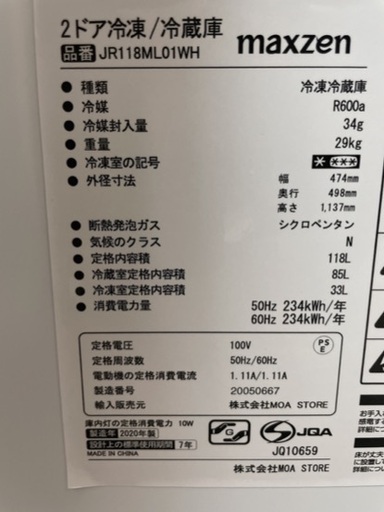 2ドア冷凍/冷蔵庫 maxzen
品番 JR118ML01WH
● 種類 冷凍冷蔵庫
● 冷媒 R600a
● 冷媒封入量 34g
● 重量 29kg
● 冷凍室の記号
● 外径寸法 幅 474mm
奥行 498mm
高さ 1,137mm
● 断熱発泡ガス シクロペンタン
● 気候のクラス N
● 定格内容積 118L
● 冷蔵室定格内容積 85L
● 冷凍室定格内容積 33L
● 消費電力量 50Hz 234kWh/年
60Hz 234kWh/年
定格電圧 100V
PSE
定格周波数 50Hz/60Hz
電動機の定格消費電流 1.11A/1.11A
製造番号 20050667
輸入販売元 株式会社MOA STORE
庫内灯の定格消費電力 10W
製造年 2020年製
設計上の標準使用期間 7年
MADE IN CHINA
G
JQA
JQ10659
株式会社MOA STORE